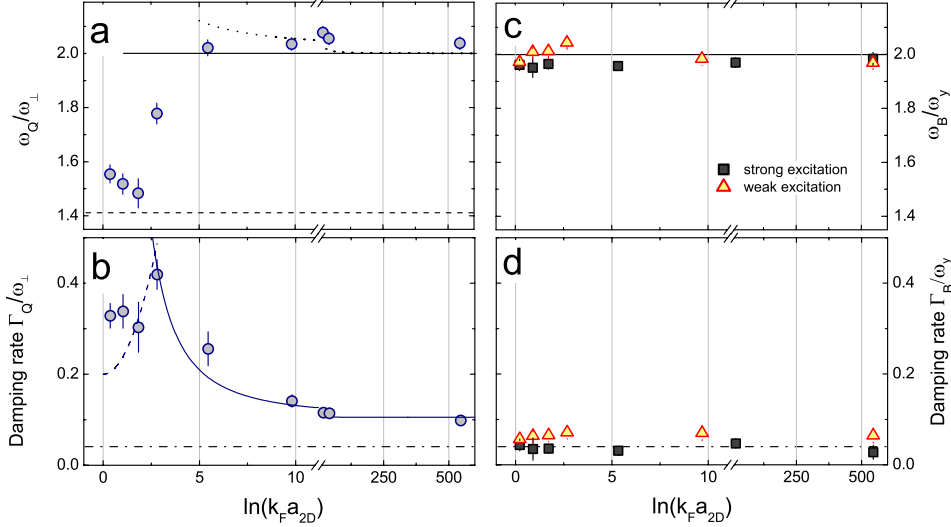 a
2.0
1.8
1.6
1.4
ω_Q/ω_⊥
c
strong excitation
weak excitation
2.0
1.8
1.6
1.4
ω_B/ω_y
b
0.4
0.2
0.0
Damping rate Γ_Q/ω_⊥
0 5 10 250 500
ln(k_F a_2D)
d
0.4
0.2
0.0
Damping rate Γ_B/ω_y
0 5 10 250 500
ln(k_F a_2D)